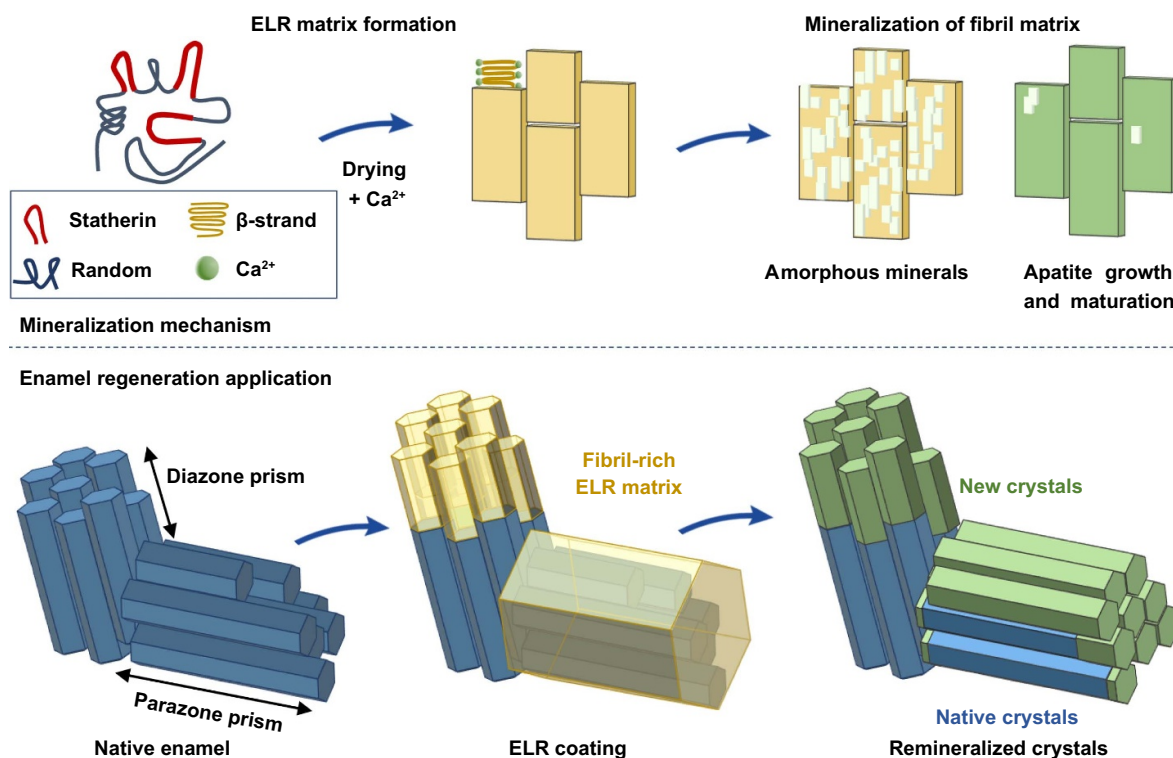 ELR matrix formation
Mineralization of fibril matrix
Drying
+ Ca²⁺
Statherin
β-strand
Random
Ca²⁺
Amorphous minerals
Apatite growth
and maturation
Mineralization mechanism
Enamel regeneration application
Diazone prism
Fibril-rich
ELR matrix
New crystals
Parazone prism
Native crystals
Native enamel
ELR coating
Remineralized crystals